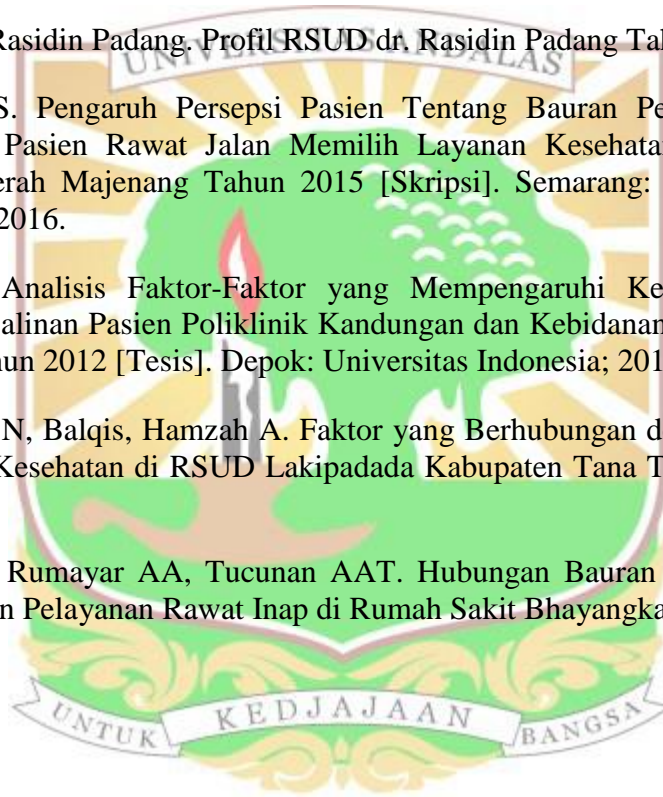 Rasidin Padang. Profil RSUD dr. Rasidin Padang Tal
UNIVERSITAS ANDALAS
S. Pengaruh Persepsi Pasien Tentang Bauran Pe
Pasien Rawat Jalan Memilih Layanan Kesehata
erah Majenang Tahun 2015 [Skripsi]. Semarang:
2016.
Analisis Faktor-Faktor yang Mempengaruhi Ke
alinan Pasien Poliklinik Kandungan dan Kebidanan
un 2012 [Tesis]. Depok: Universitas Indonesia; 201
N, Balqis, Hamzah A. Faktor yang Berhubungan d
Kesehatan di RSUD Lakipadada Kabupaten Tana T
Rumayar AA, Tucunan AAT. Hubungan Bauran
n Pelayanan Rawat Inap di Rumah Sakit Bhayangka
UNTUK KEDJAJAAN BANGSA